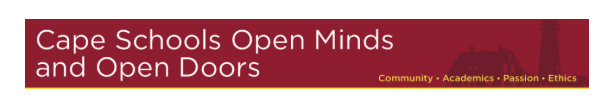 Cape Schools Open Minds
and Open Doors
Community • Academics • Passion • Ethics